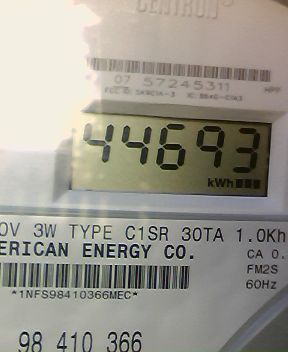 CENTRON®
07 57245311
HPP
44693
kWh
0V 3W TYPE C1SR 30TA 1.0Kh
ERICAN ENERGY CO.
CA 0.
FM2S
60Hz
*1NFS98410366MEC*
98 410 366